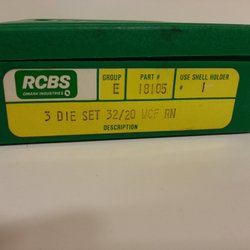 RCBS
OMARK INDUSTRIES
GROUP
E
PART #
18105
USE SHELL HOLDER
# 1
3 DIE SET 32/20 WCF RN
DESCRIPTION